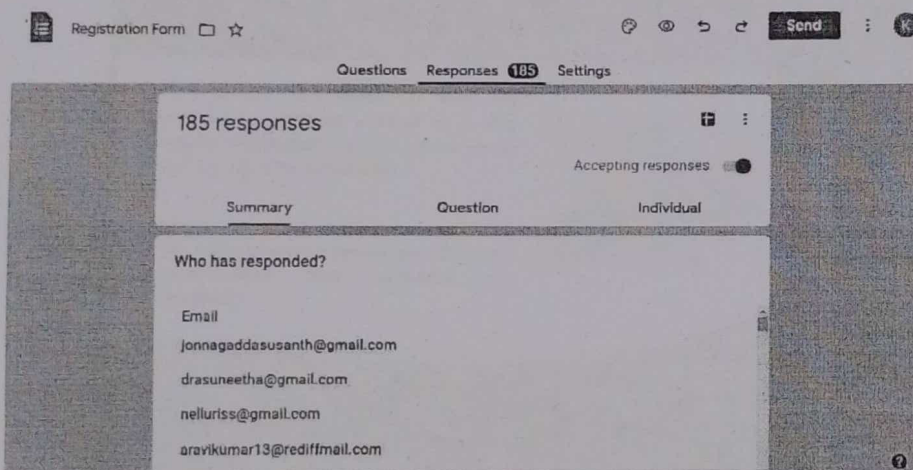 Registration Form
Send
K
Questions Responses 185 Settings
185 responses
Accepting responses
Summary Question Individual
Who has responded?
Email
jonnagaddasusanth@gmail.com
drasuneetha@gmail.com
nelluriss@gmail.com
aravikumar13@rediffmail.com